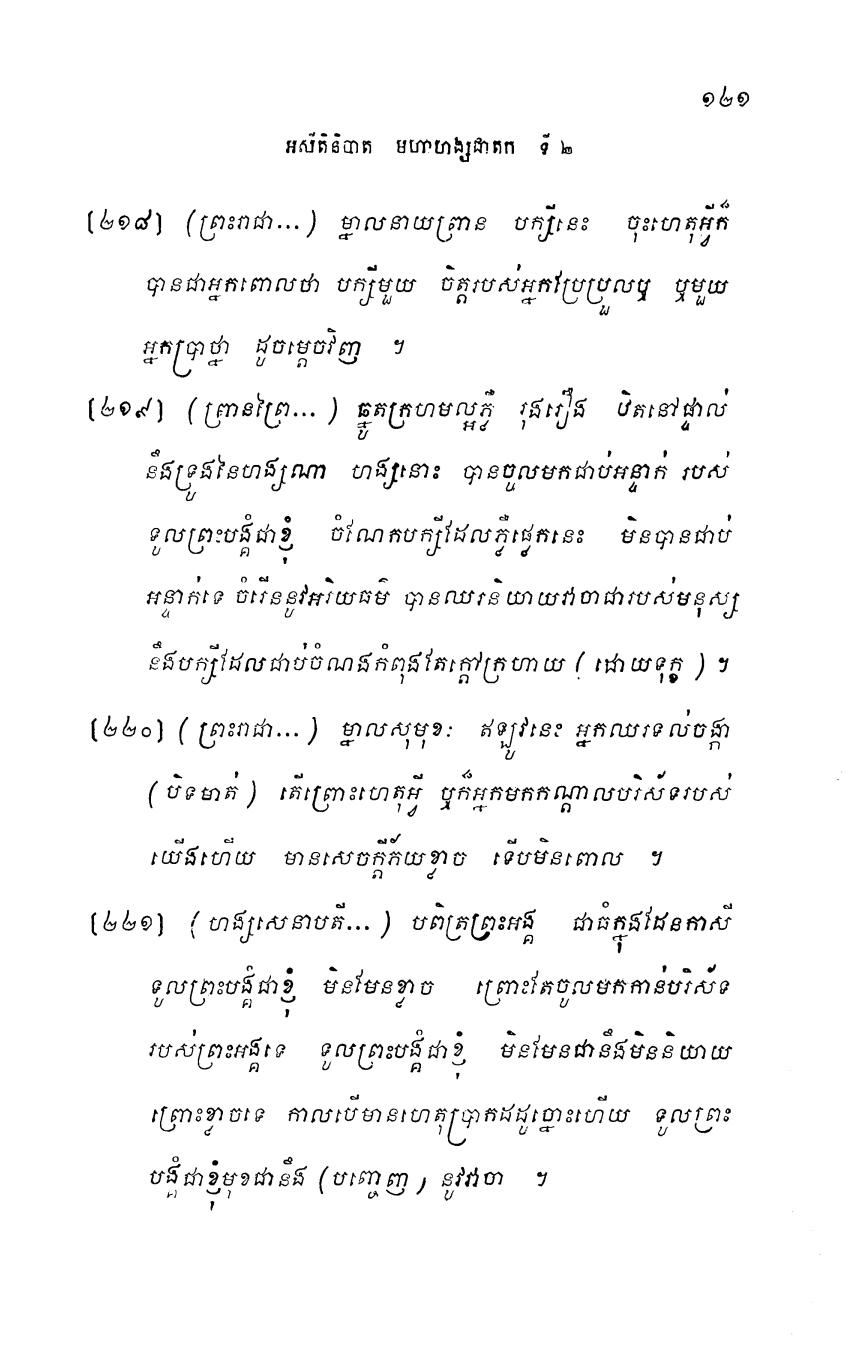 ១២១
អសីតិនិបាត មហាហង្សជាតក ទី ២
[២១៨] (ព្រះរាជា...) ម្នាលនាយព្រាន បក្សីនេះ ចុះហេតុអ្វីក៏
បានជាអ្នកពោលថា បក្សីមួយ ចិត្តរបស់អ្នកប្រែប្រួលឬ ឬមួយ
អ្នកប្រាថ្នា ដូចម្តេចវិញ ។
[២១៩] (ព្រានព្រៃ...) ឆ្នូតក្រហមល្អភ្លឺ រុងរឿង ឋិតនៅផ្ទាល់
នឹងទ្រូងនៃហង្សណា ហង្សនោះ បានចូលមកជាប់អន្ទាក់ របស់
ទូលព្រះបង្គំជាខ្ញុំ ចំណែកបក្សីដែលភ្លឺផ្លេកនេះ មិនបានជាប់
អន្ទាក់ទេ ចំរើននូវអរិយធម៌ បានឈរនិយាយវាចាជារបស់មនុស្ស
នឹងបក្សីដែលជាប់ចំណងកំពុងតែក្តៅក្រហាយ ( ដោយទុក្ខ ) ។
[២២០] ( ព្រះរាជា...) ម្នាលសុមុខៈ ឥឡូវនេះ អ្នកឈរទល់ចង្កា
(បិទមាត់) តើព្រោះហេតុអ្វី ឬក៏អ្នកមកកណ្តាលបរិស័ទរបស់
យើងហើយ មានសេចក្តីភ័យខ្លាច ទើបមិនពោល ។
[២២១] ( ហង្សសេនាបតី...) បពិត្រព្រះអង្គ ជាធំក្នុងដែនកាសី
ទូលព្រះបង្គំជាខ្ញុំ មិនមែនខ្លាច ព្រោះតែចូលមកកាន់បរិស័ទ
របស់ព្រះអង្គទេ ទូលព្រះបង្គំជាខ្ញុំ មិនមែនជានឹងមិននិយាយ
ព្រោះខ្លាចទេ កាលបើមានហេតុប្រាកដដូច្នោះហើយ ទូលព្រះ
បង្គំជាខ្ញុំមុខជានឹង (បញ្ចេញ) នូវវាចា ។